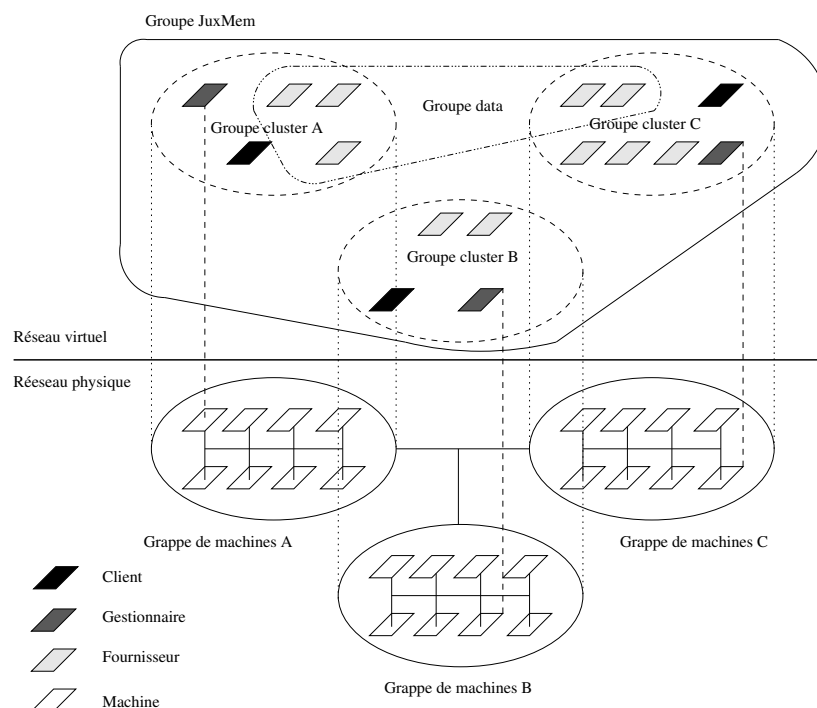 Groupe JuxMem
Groupe data
Groupe cluster A
Groupe cluster C
Groupe cluster B
Réseau virtuel
Réeseau physique
Grappe de machines A
Grappe de machines C
Client
Gestionnaire
Fournisseur
Grappe de machines B
Machine